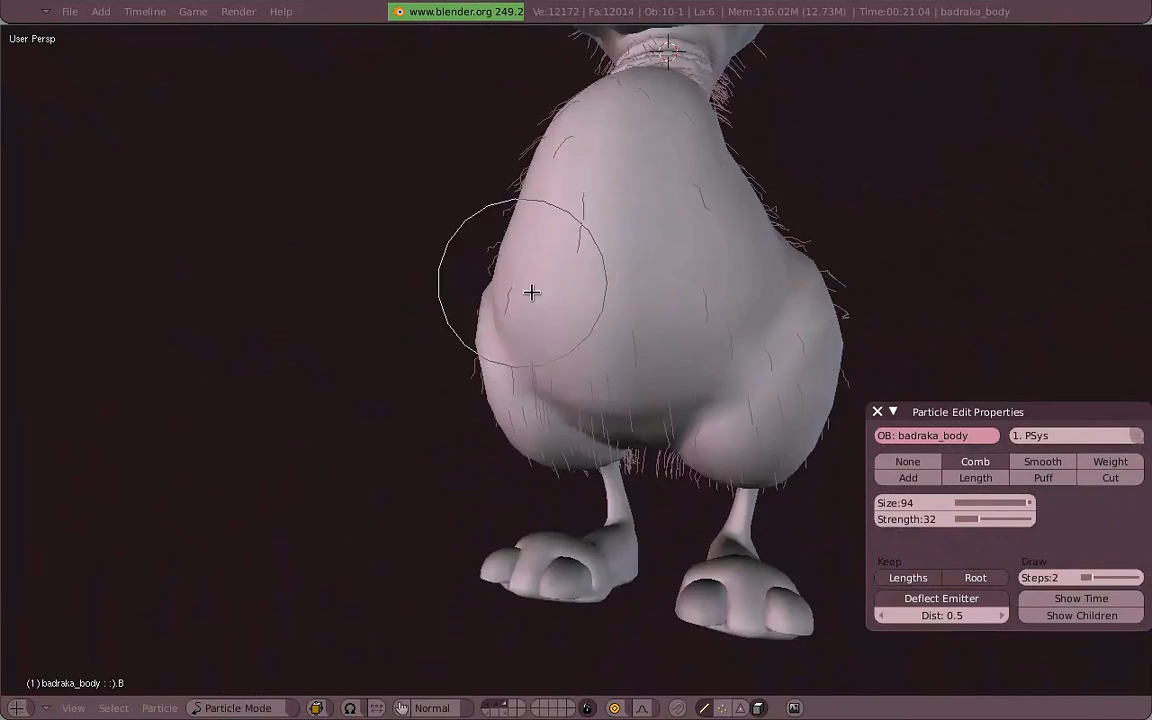 File Add Timeline Game Render Help www.blender.org 249.2 Ve:12172 | Fa:12014 | Ob:10-1 | La:6 | Mem:136.02M (12.73M) | Time:00:21.04 | badraka_body
User Persp
Particle Edit Properties
OB: badraka_body 1. PSys
None Comb Smooth Weight
Add Length Puff Cut
Size:94
Strength:32
Keep Draw
Lengths Root Steps:2
Deflect Emitter Show Time
Dist: 0.5 Show Children
(1) badraka_body : :).B
View Select Particle Particle Mode Normal